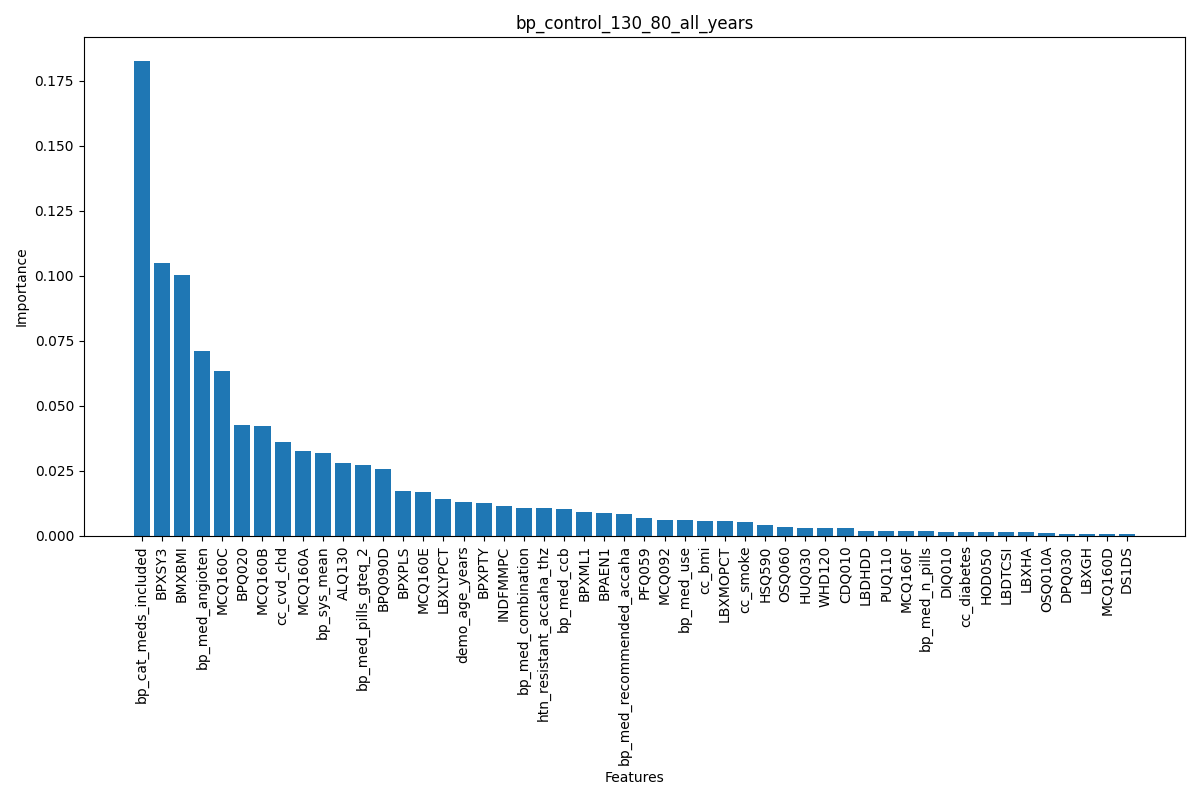 bp_control_130_80_all_years
Importance
0.175
0.150
0.125
0.100
0.075
0.050
0.025
0.000
bp_cat_meds_included
BPXSY3
BMXBMI
bp_med_angioten
MCQ160C
BPQ020
MCQ160B
cc_cvd_chd
MCQ160A
bp_sys_mean
ALQ130
bp_med_pills_gteq_2
BPQ090D
BPXPLS
MCQ160E
LBXLYPCT
demo_age_years
BPXPTY
INDFMMPC
bp_med_combination
htn_resistant_accaha_thz
bp_med_ccb
BPXML1
BPAEN1
bp_med_recommended_accaha
PFQ059
MCQ092
bp_med_use
cc_bmi
LBXMOPCT
cc_smoke
HSQ590
OSQ060
HUQ030
WHD120
CDQ010
LBDHDD
PUQ110
MCQ160F
bp_med_n_pills
DIQ010
cc_diabetes
HOD050
LBDTCSI
LBXHA
OSQ010A
DPQ030
LBXGH
MCQ160D
DS1DS
Features